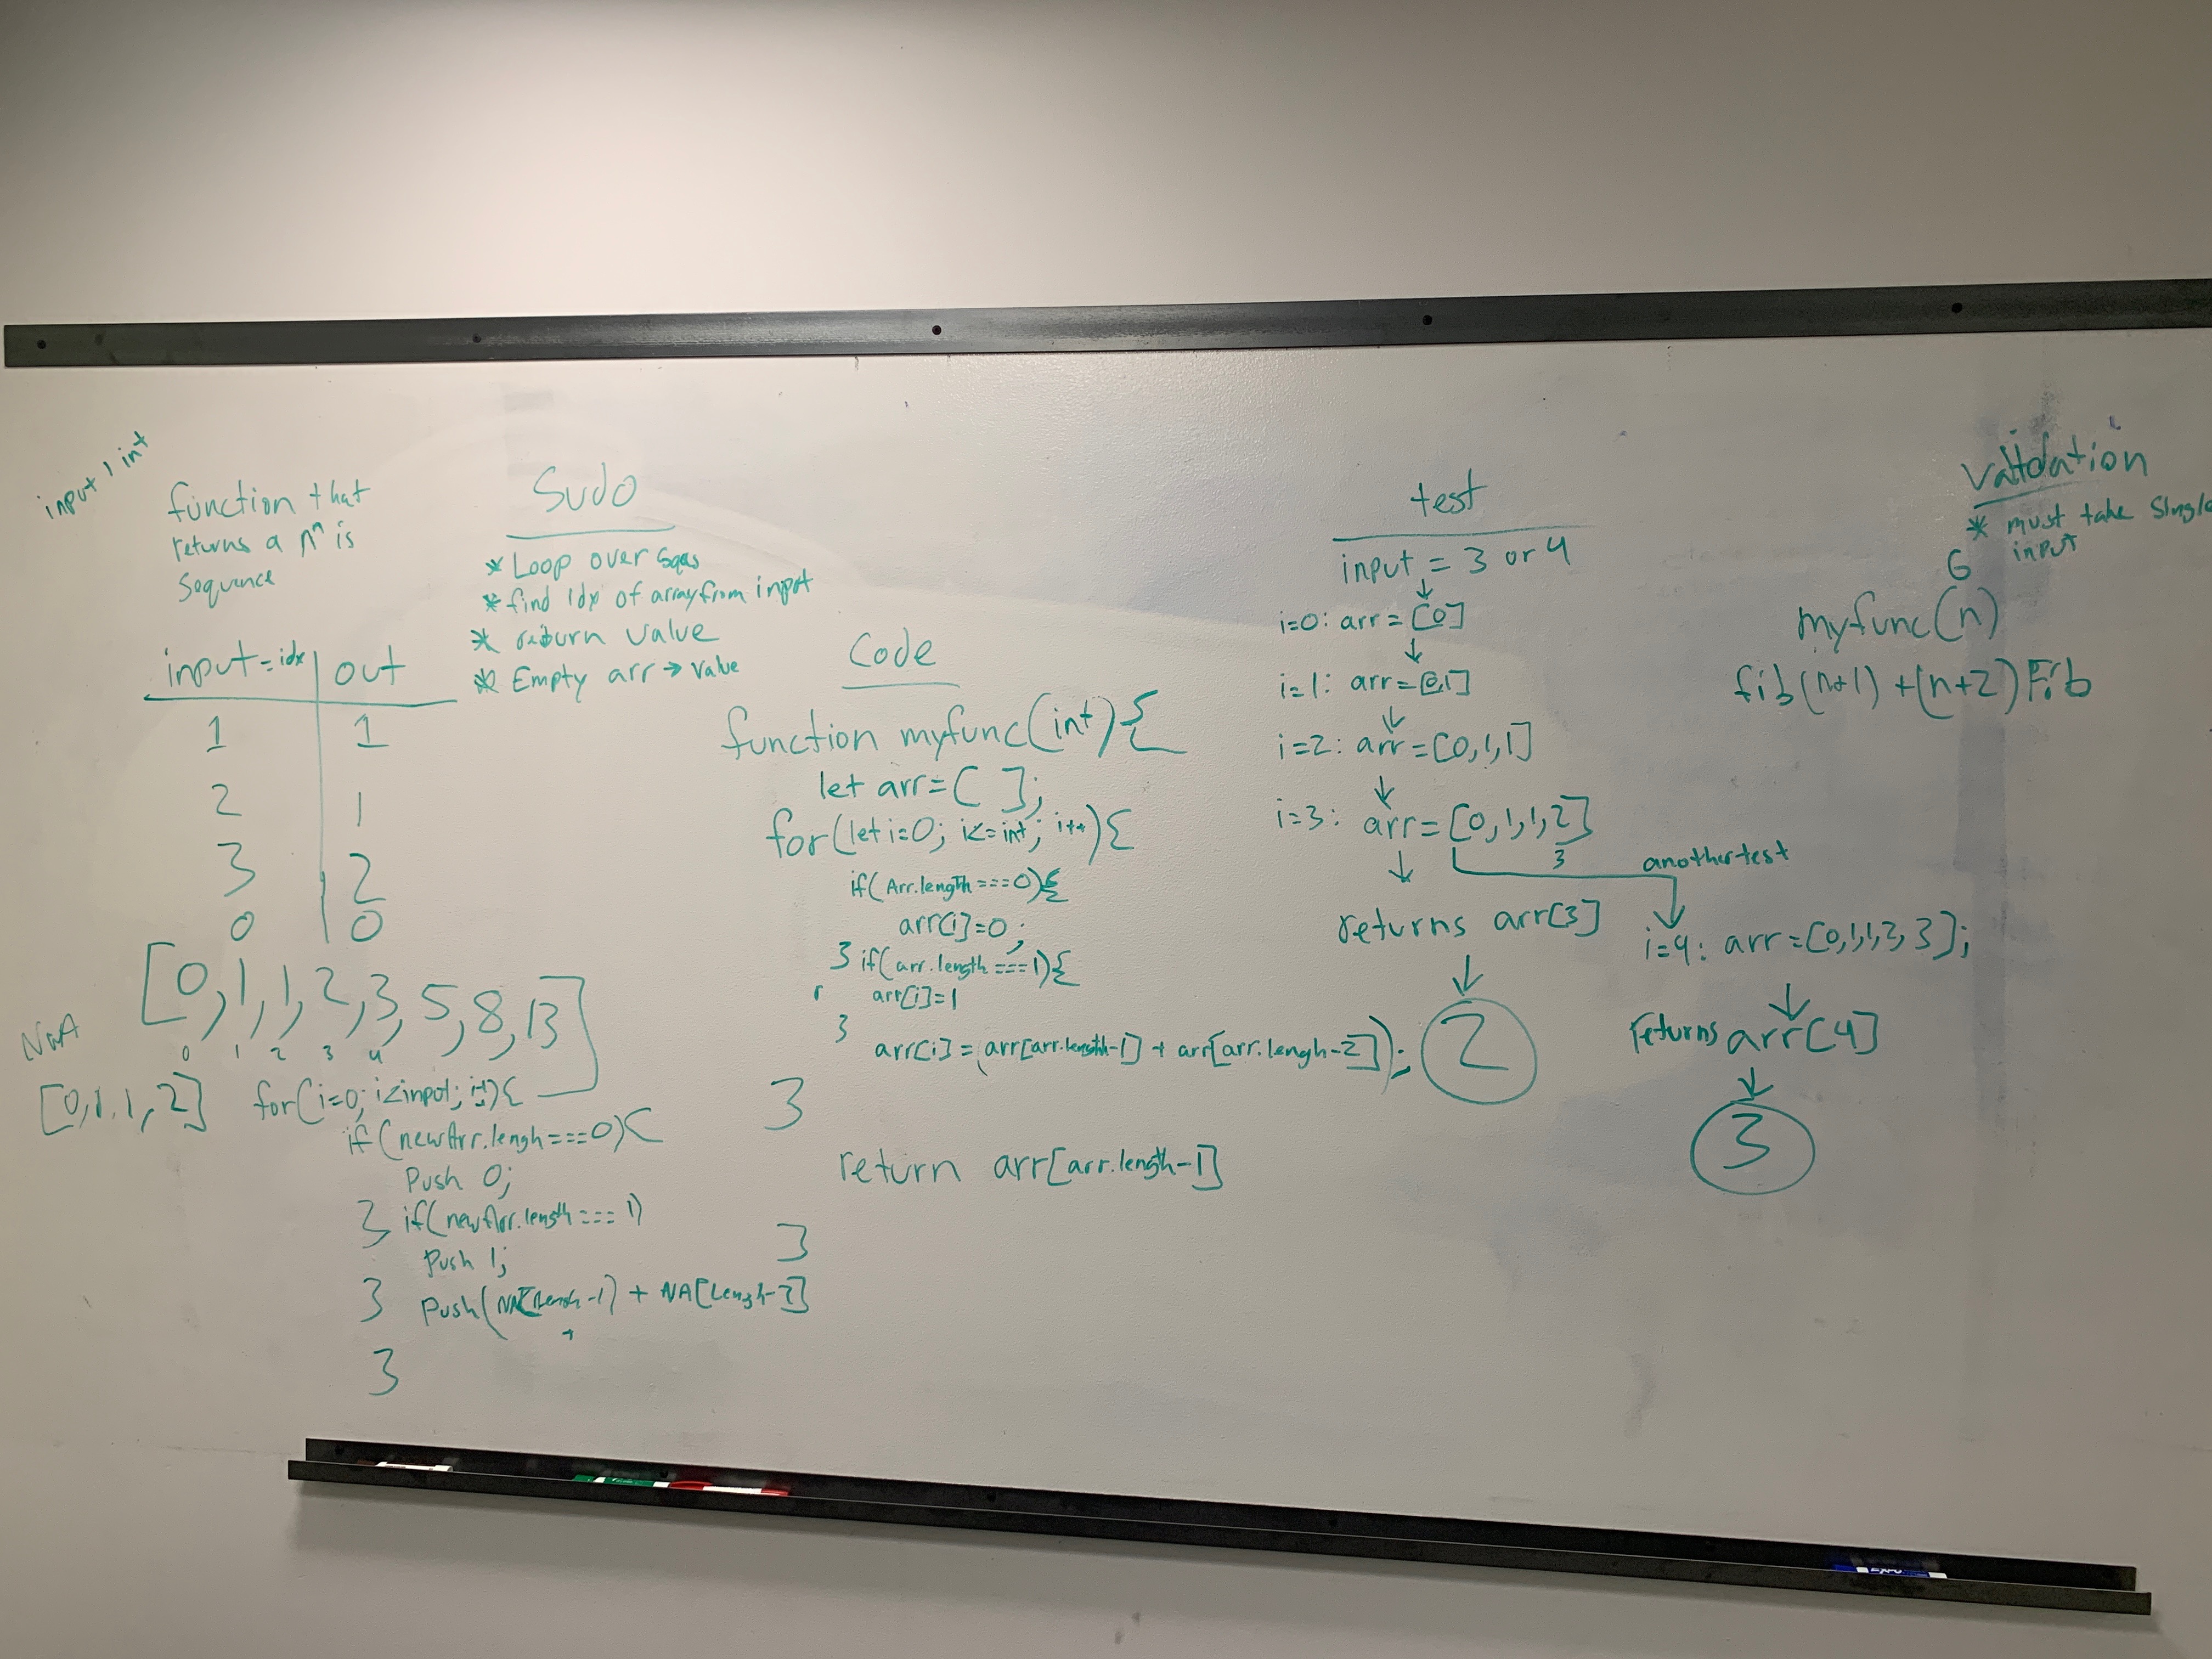 input 1 int
function that
returns a nⁿ is
Sequance
input = idx | out
1 1
2 1
3 2
0 0
[0, 1, 1, 2, 3, 5, 8, 13]
0 1 2 3 4
NwA
[0, 1, 1, 2]
for(i=0; i<input; i++){
if(newArr.lengh===0){
Push 0;
} if(newArr.length === 1)
Push 1;
} Push(NA[lengh-1) + NA[Lengh-2]
+
}
Sudo
* Loop over
* find idx of array from input
* return value
* Empty arr → value
Code
function myfunc(int){
let arr=[ ];
for(let i=0; i<=int; i++){
if(Arr.length===0){
arr[i]=0;
} if(arr.length===1){
arr[i]=1
}
arr[i] = (arr[arr.length-1] + arr[arr.lengh-2]);
}
return arr[arr.length-1]
}
test
input = 3 or 4
↓
i=0: arr = [0]
↓
i=1: arr=[0,1]
↓
i=2: arr=[0,1,1]
↓
i=3: arr=[0,1,1,2]
3
↓
returns arr[3]
↓
2
another test
i=4: arr=[0,1,1,2,3];
↓
returns arr[4]
↓
3
Validation
* must take Single
input
6
myfunc(n)
fib(n+1) +(n+2)Fib